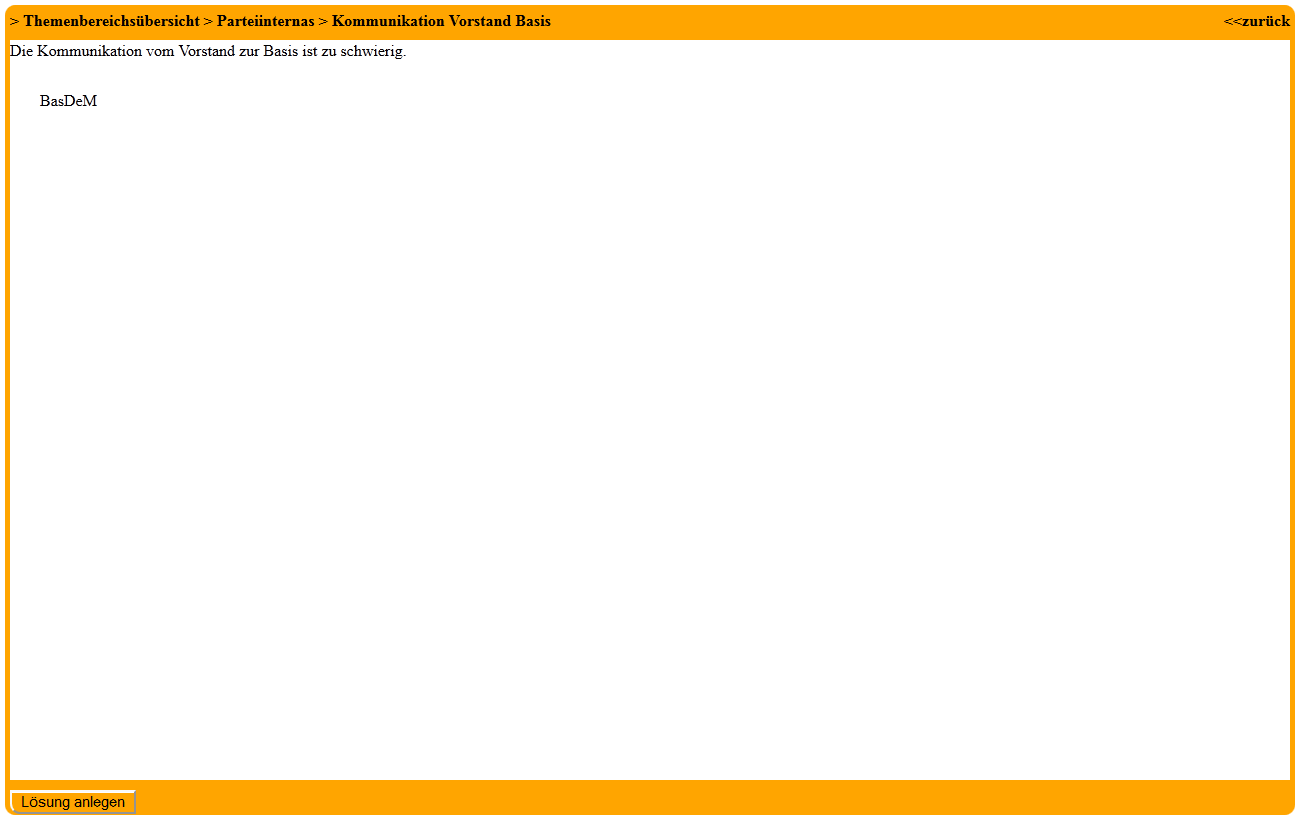 > Themenbereichsübersicht > Parteiinternas > Kommunikation Vorstand Basis <<zurück
Die Kommunikation vom Vorstand zur Basis ist zu schwierig.
BasDeM
Lösung anlegen